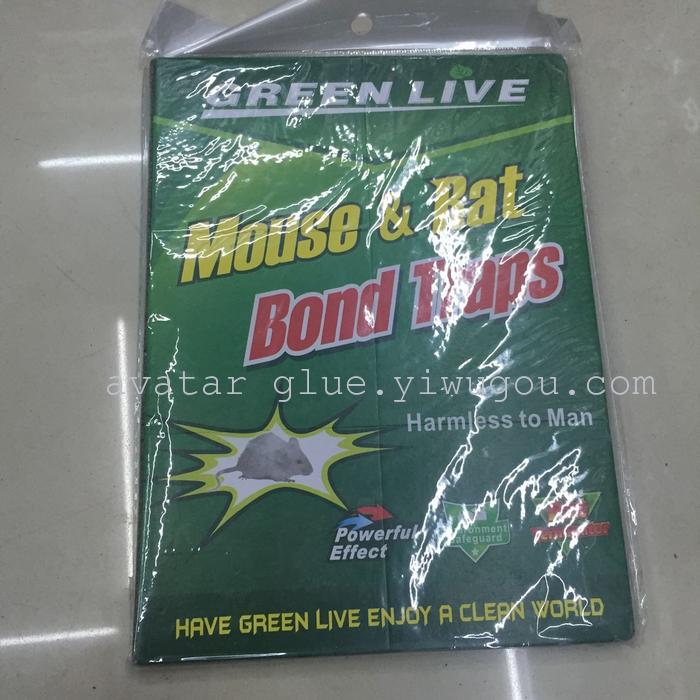 GREEN LIVE
Mouse & Rat
Bond Traps
avatar glue.yiwugou.com
Harmless to Man
Powerful
Effect
Safeguard
HAVE GREEN LIVE ENJOY A CLEAN WORLD